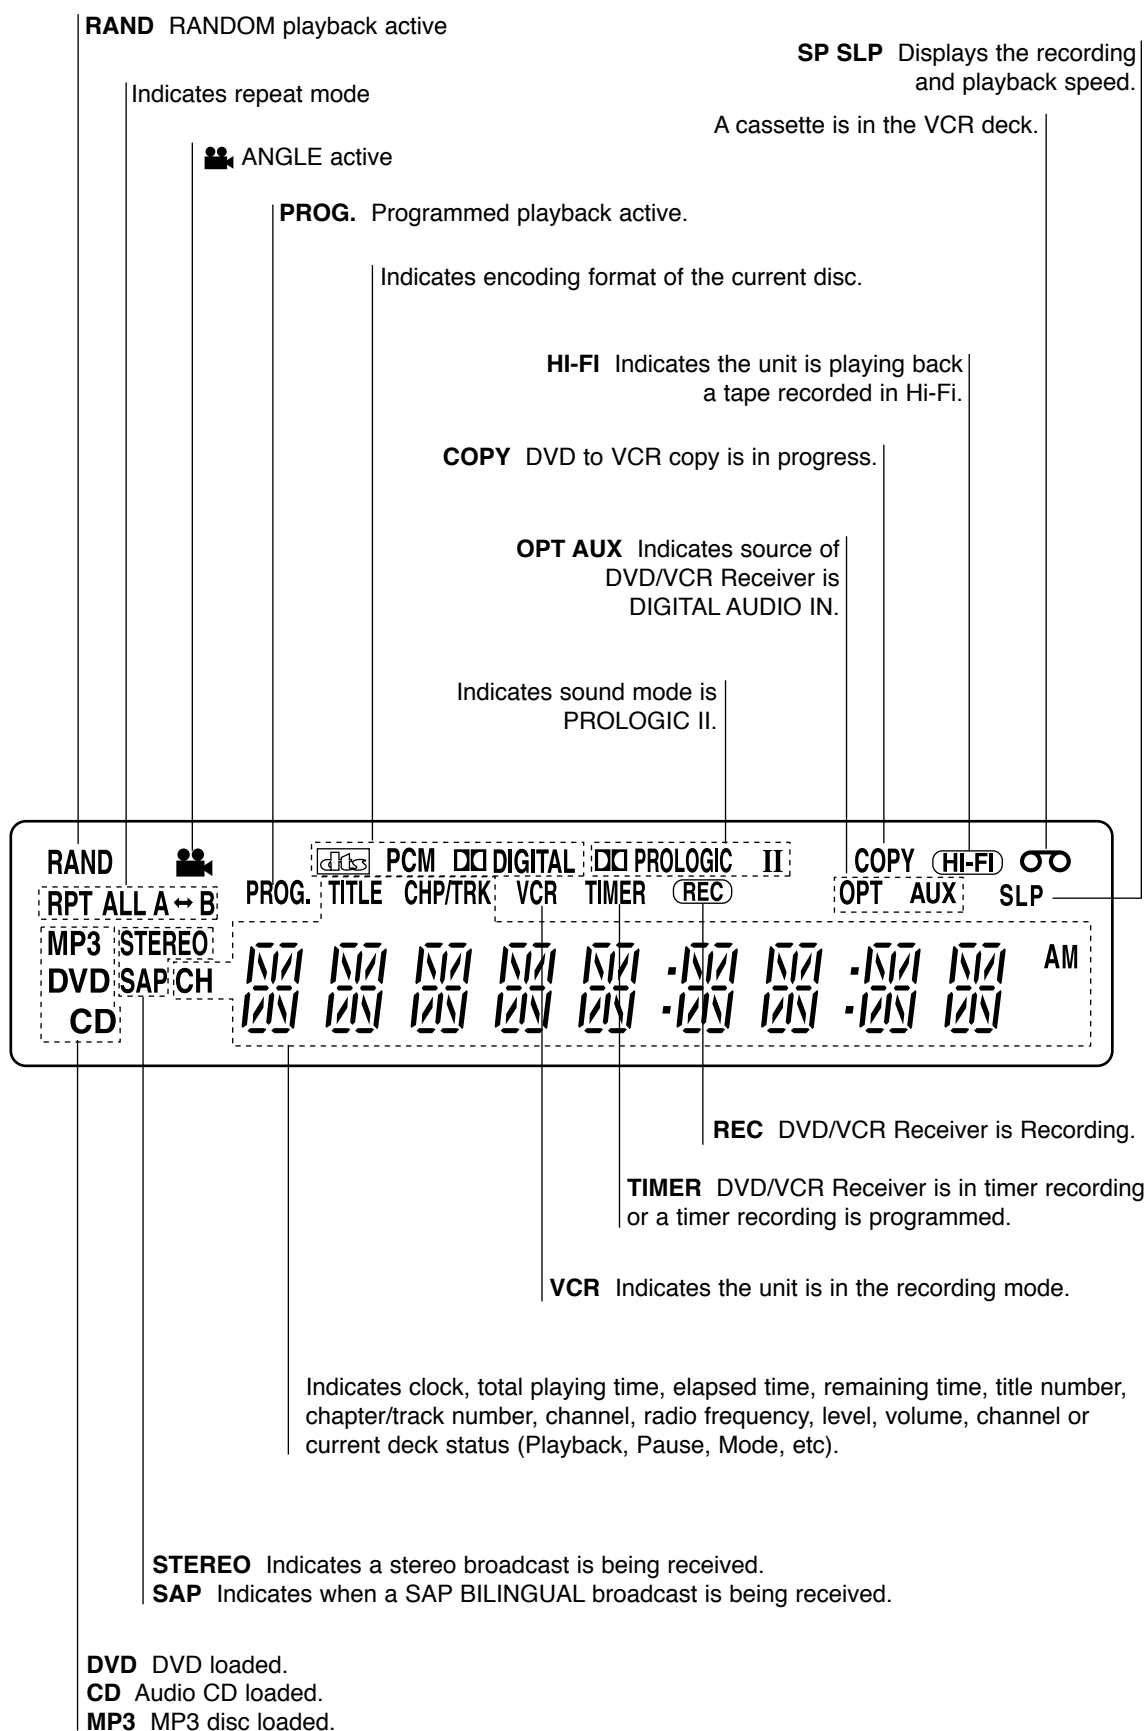 RAND RANDOM playback active
SP SLP Displays the recording
and playback speed.
Indicates repeat mode
A cassette is in the VCR deck.
ANGLE active
PROG. Programmed playback active.
Indicates encoding format of the current disc.
HI-FI Indicates the unit is playing back
a tape recorded in Hi-Fi.
COPY DVD to VCR copy is in progress.
OPT AUX Indicates source of
DVD/VCR Receiver is
DIGITAL AUDIO IN.
Indicates sound mode is
PROLOGIC II.
RAND dts PCM DIGITAL PROLOGIC II COPY HI-FI
RPT ALL A ↔ B PROG. TITLE CHP/TRK VCR TIMER REC OPT AUX SLP
MP3 STEREO AM
DVD SAP CH
CD
REC DVD/VCR Receiver is Recording.
TIMER DVD/VCR Receiver is in timer recording
or a timer recording is programmed.
VCR Indicates the unit is in the recording mode.
Indicates clock, total playing time, elapsed time, remaining time, title number,
chapter/track number, channel, radio frequency, level, volume, channel or
current deck status (Playback, Pause, Mode, etc).
STEREO Indicates a stereo broadcast is being received.
SAP Indicates when a SAP BILINGUAL broadcast is being received.
DVD DVD loaded.
CD Audio CD loaded.
MP3 MP3 disc loaded.